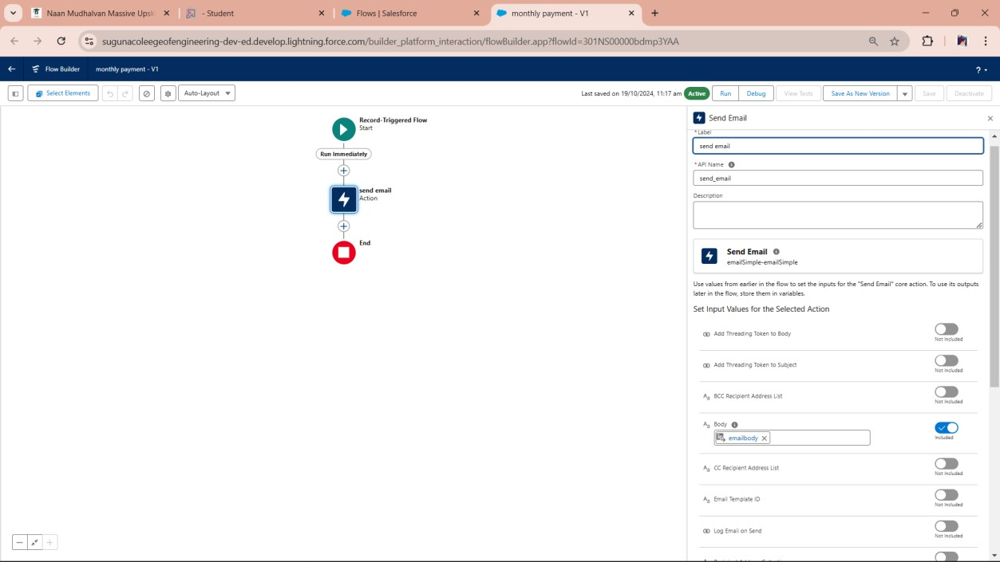 Naan Mudhalvan Massive Upsk
- Student
Flows | Salesforce
monthly payment - V1
sugunacoleegeofengineering-dev-ed.develop.lightning.force.com/builder_platform_interaction/flowBuilder.app?flowId=301NS00000bdmp3YAA
Flow Builder
monthly payment - V1
?
Select Elements
Auto-Layout
Last saved on 19/10/2024, 11:17 am
Active
Run
Debug
View Tests
Save As New Version
Save
Deactivate
Record-Triggered Flow
Start
Run Immediately
send email
Action
End
Send Email
*Label
send email
*API Name
send_email
Description
Send Email
emailSimple-emailSimple
Use values from earlier in the flow to set the inputs for the "Send Email" core action. To use its outputs
later in the flow, store them in variables.
Set Input Values for the Selected Action
Add Threading Token to Body
Not Included
Add Threading Token to Subject
Not Included
Aa BCC Recipient Address List
Not Included
Aa Body
emailbody
Included
Aa CC Recipient Address List
Not Included
Aa Email Template ID
Not Included
Log Email on Send
Not Included